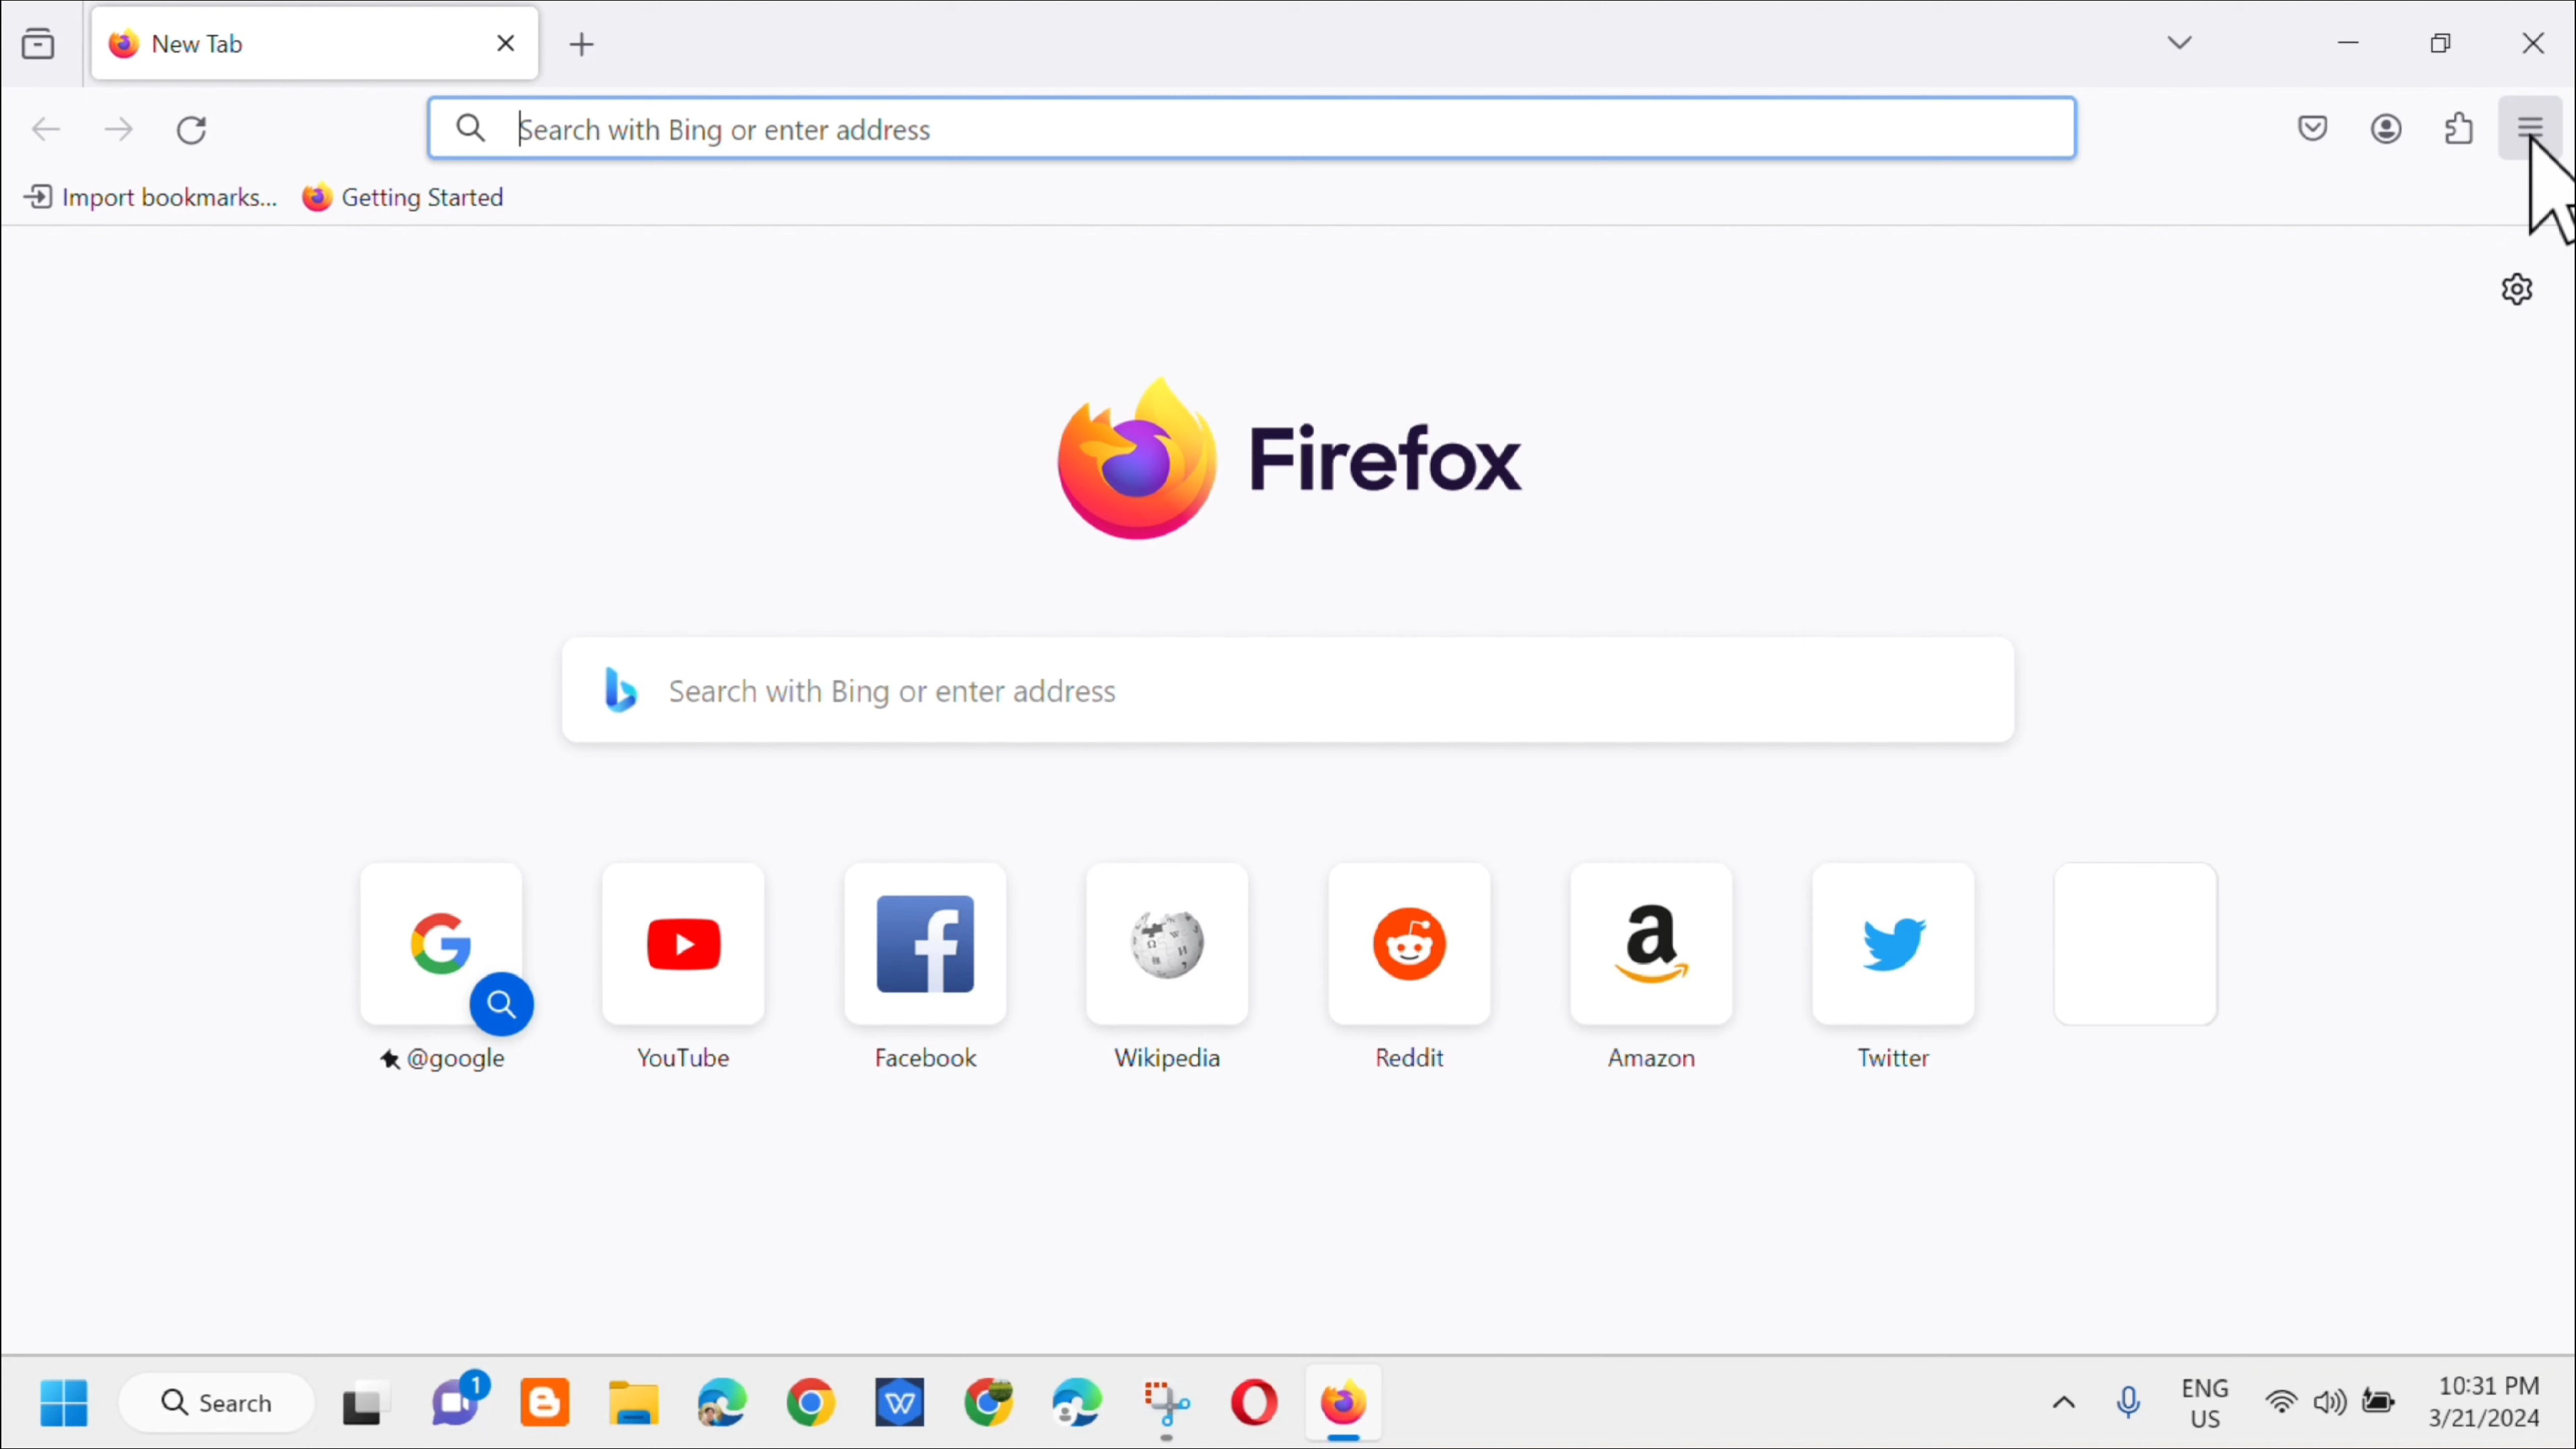 New Tab
Search with Bing or enter address
Import bookmarks...
Getting Started
Firefox
Search with Bing or enter address
@google
YouTube
Facebook
Wikipedia
Reddit
Amazon
Twitter
Search
1
ENG
US
10:31 PM
3/21/2024